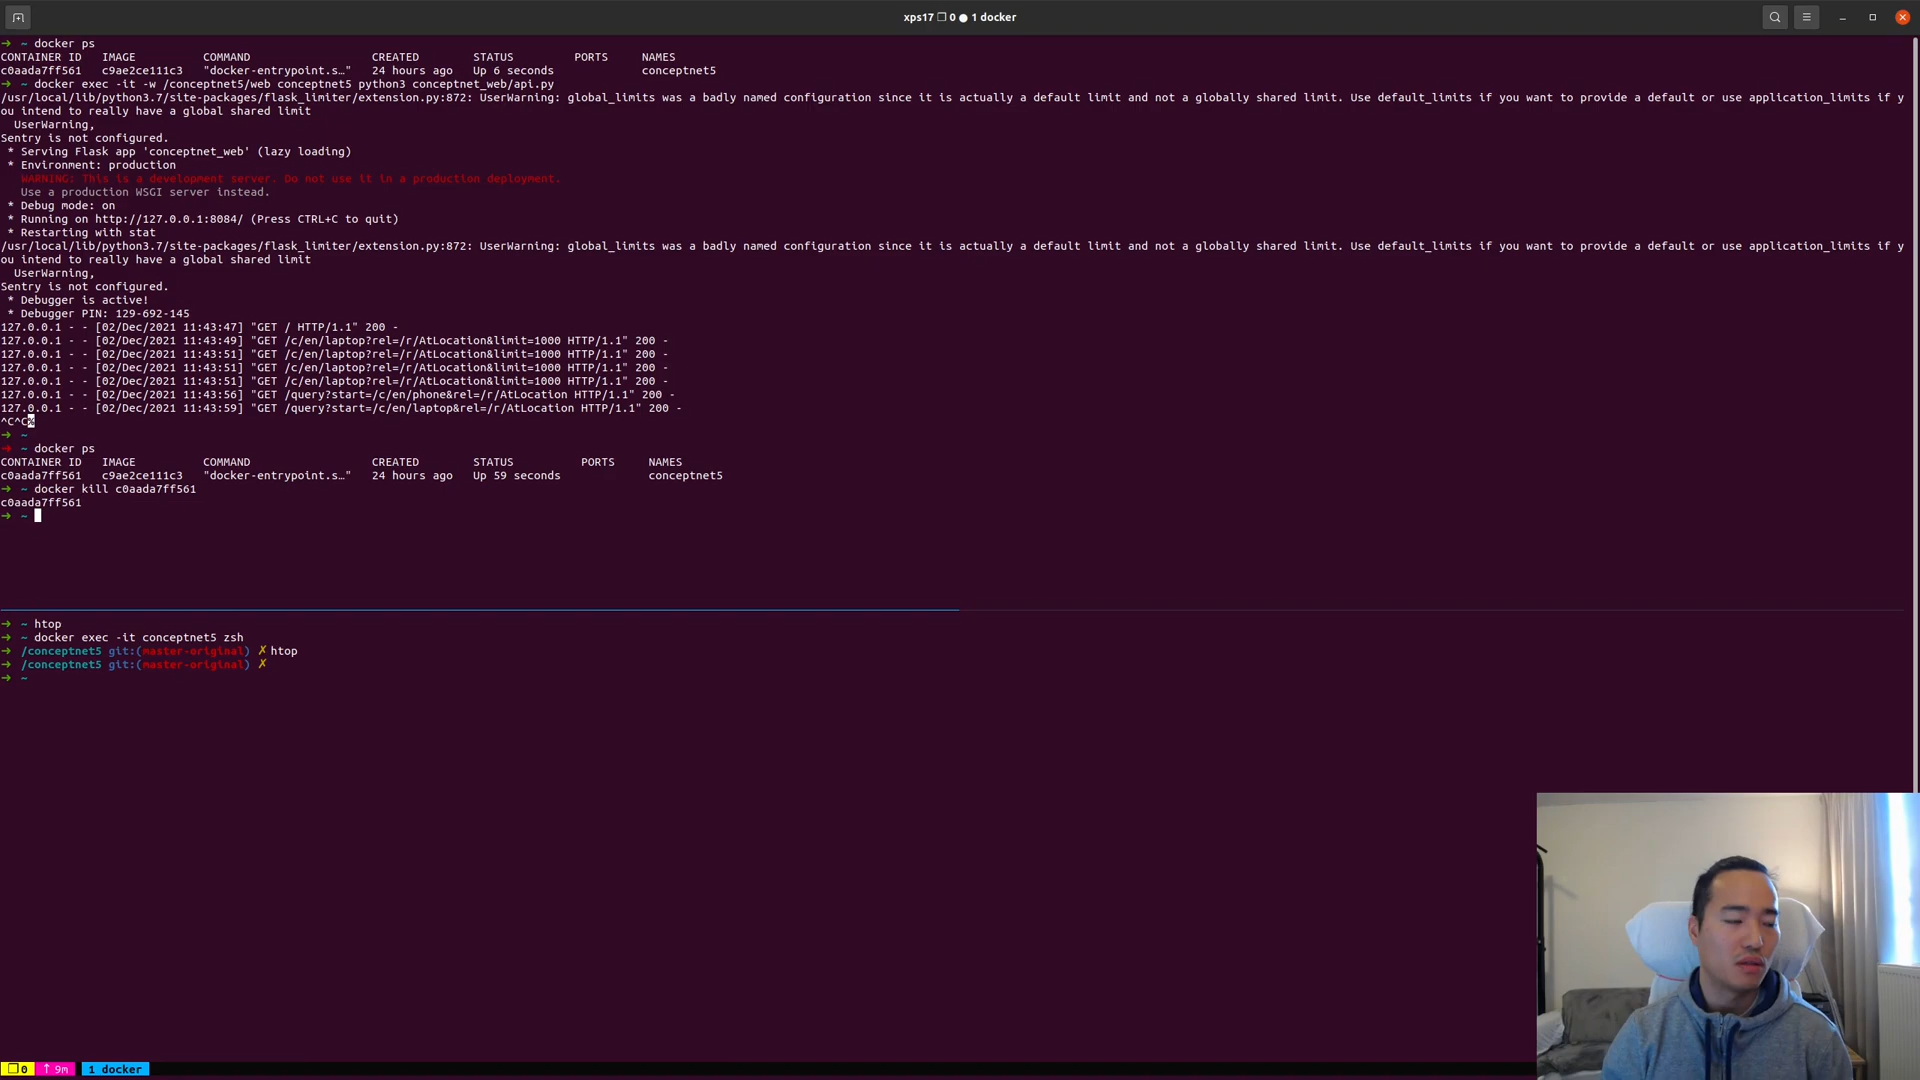 xps17 ❐ 0 ● 1 docker
➜ ~ docker ps
CONTAINER ID IMAGE COMMAND CREATED STATUS PORTS NAMES
c0aada7ff561 c9ae2ce111c3 "docker-entrypoint.s…" 24 hours ago Up 6 seconds conceptnet5
➜ ~ docker exec -it -w /conceptnet5/web conceptnet5 python3 conceptnet_web/api.py
/usr/local/lib/python3.7/site-packages/flask_limiter/extension.py:872: UserWarning: global_limits was a badly named configuration since it is actually a default limit and not a globally shared limit. Use default_limits if you want to provide a default or use application_limits if y
ou intend to really have a global shared limit
UserWarning,
Sentry is not configured.
* Serving Flask app 'conceptnet_web' (lazy loading)
* Environment: production
WARNING: This is a development server. Do not use it in a production deployment.
Use a production WSGI server instead.
* Debug mode: on
* Running on http://127.0.0.1:8084/ (Press CTRL+C to quit)
* Restarting with stat
/usr/local/lib/python3.7/site-packages/flask_limiter/extension.py:872: UserWarning: global_limits was a badly named configuration since it is actually a default limit and not a globally shared limit. Use default_limits if you want to provide a default or use application_limits if y
ou intend to really have a global shared limit
UserWarning,
Sentry is not configured.
* Debugger is active!
* Debugger PIN: 129-692-145
127.0.0.1 - - [02/Dec/2021 11:43:47] "GET / HTTP/1.1" 200 -
127.0.0.1 - - [02/Dec/2021 11:43:49] "GET /c/en/laptop?rel=/r/AtLocation&limit=1000 HTTP/1.1" 200 -
127.0.0.1 - - [02/Dec/2021 11:43:51] "GET /c/en/laptop?rel=/r/AtLocation&limit=1000 HTTP/1.1" 200 -
127.0.0.1 - - [02/Dec/2021 11:43:51] "GET /c/en/laptop?rel=/r/AtLocation&limit=1000 HTTP/1.1" 200 -
127.0.0.1 - - [02/Dec/2021 11:43:51] "GET /c/en/laptop?rel=/r/AtLocation&limit=1000 HTTP/1.1" 200 -
127.0.0.1 - - [02/Dec/2021 11:43:56] "GET /query?start=/c/en/phone&rel=/r/AtLocation HTTP/1.1" 200 -
127.0.0.1 - - [02/Dec/2021 11:43:59] "GET /query?start=/c/en/laptop&rel=/r/AtLocation HTTP/1.1" 200 -
^C^C%
➜ ~
➜ ~ docker ps
CONTAINER ID IMAGE COMMAND CREATED STATUS PORTS NAMES
c0aada7ff561 c9ae2ce111c3 "docker-entrypoint.s…" 24 hours ago Up 59 seconds conceptnet5
➜ ~ docker kill c0aada7ff561
c0aada7ff561
➜ ~
➜ ~ htop
➜ ~ docker exec -it conceptnet5 zsh
➜ /conceptnet5 git:(master-original) ✗ htop
➜ /conceptnet5 git:(master-original) ✗
➜ ~
❐ 0 ↑ 9m 1 docker